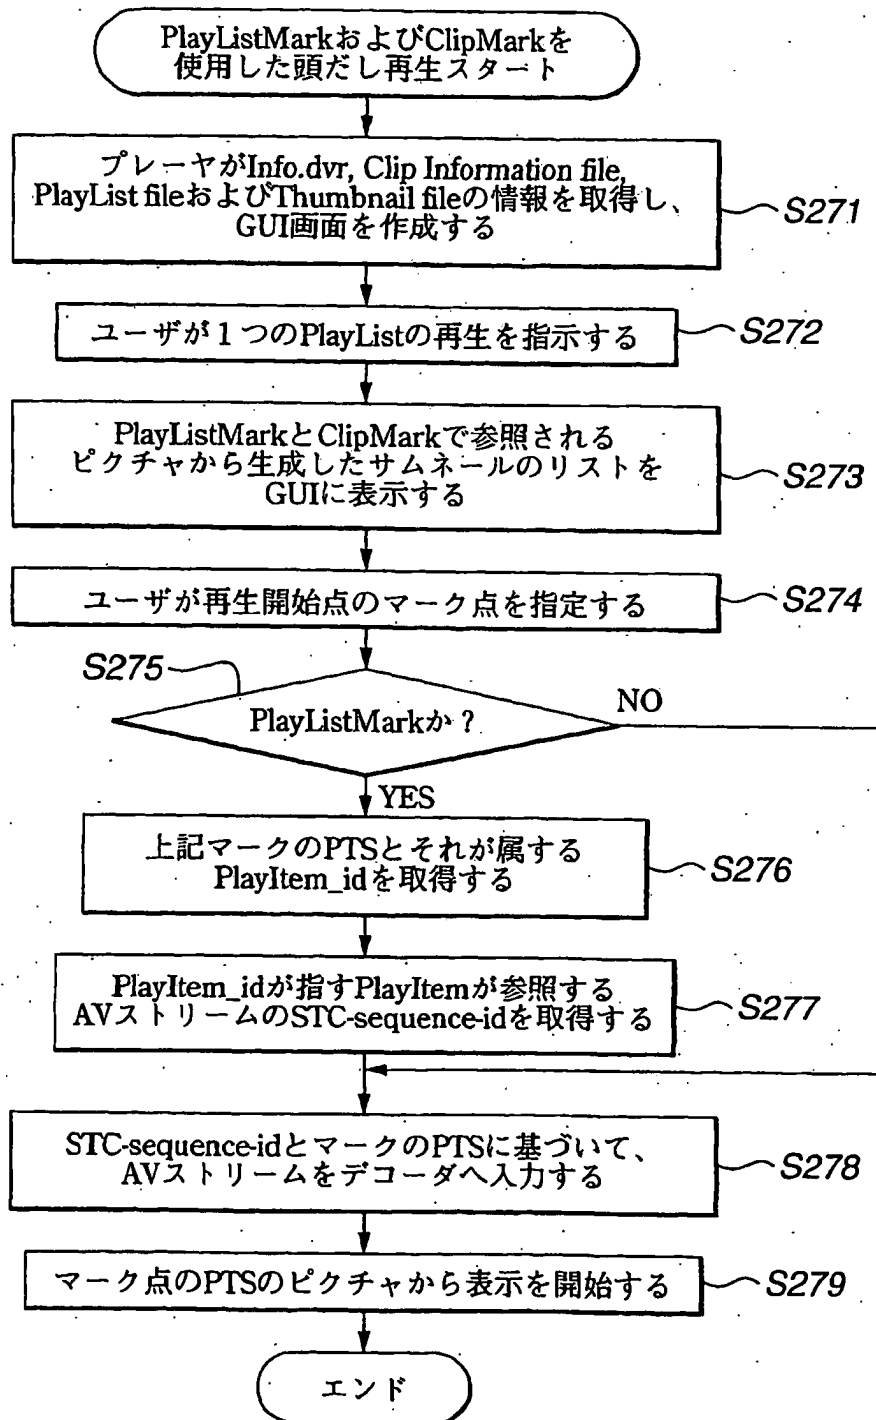 PlayListMarkおよびClipMarkを
使用した頭だし再生スタート
プレーヤがInfo.dvr, Clip Information file,
PlayList fileおよびThumbnail fileの情報を取得し、
GUI画面を作成する
S271
ユーザが1つのPlayListの再生を指示する
S272
PlayListMarkとClipMarkで参照される
ピクチャから生成したサムネールのリストを
GUIに表示する
S273
ユーザが再生開始点のマーク点を指定する
S274
S275
PlayListMarkか?
NO
YES
上記マークのPTSとそれが属する
PlayItem_idを取得する
S276
PlayItem_idが指すPlayItemが参照する
AVストリームのSTC-sequence-idを取得する
S277
STC-sequence-idとマークのPTSに基づいて、
AVストリームをデコーダへ入力する
S278
マーク点のPTSのピクチャから表示を開始する
S279
エンド